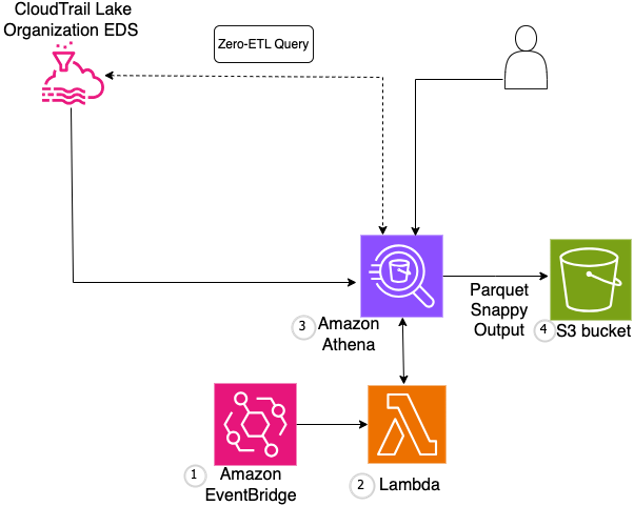 CloudTrail Lake
Organization EDS
Zero-ETL Query
Parquet
Snappy
Output
3
Amazon
Athena
4
S3 bucket
1
Amazon
EventBridge
2
Lambda